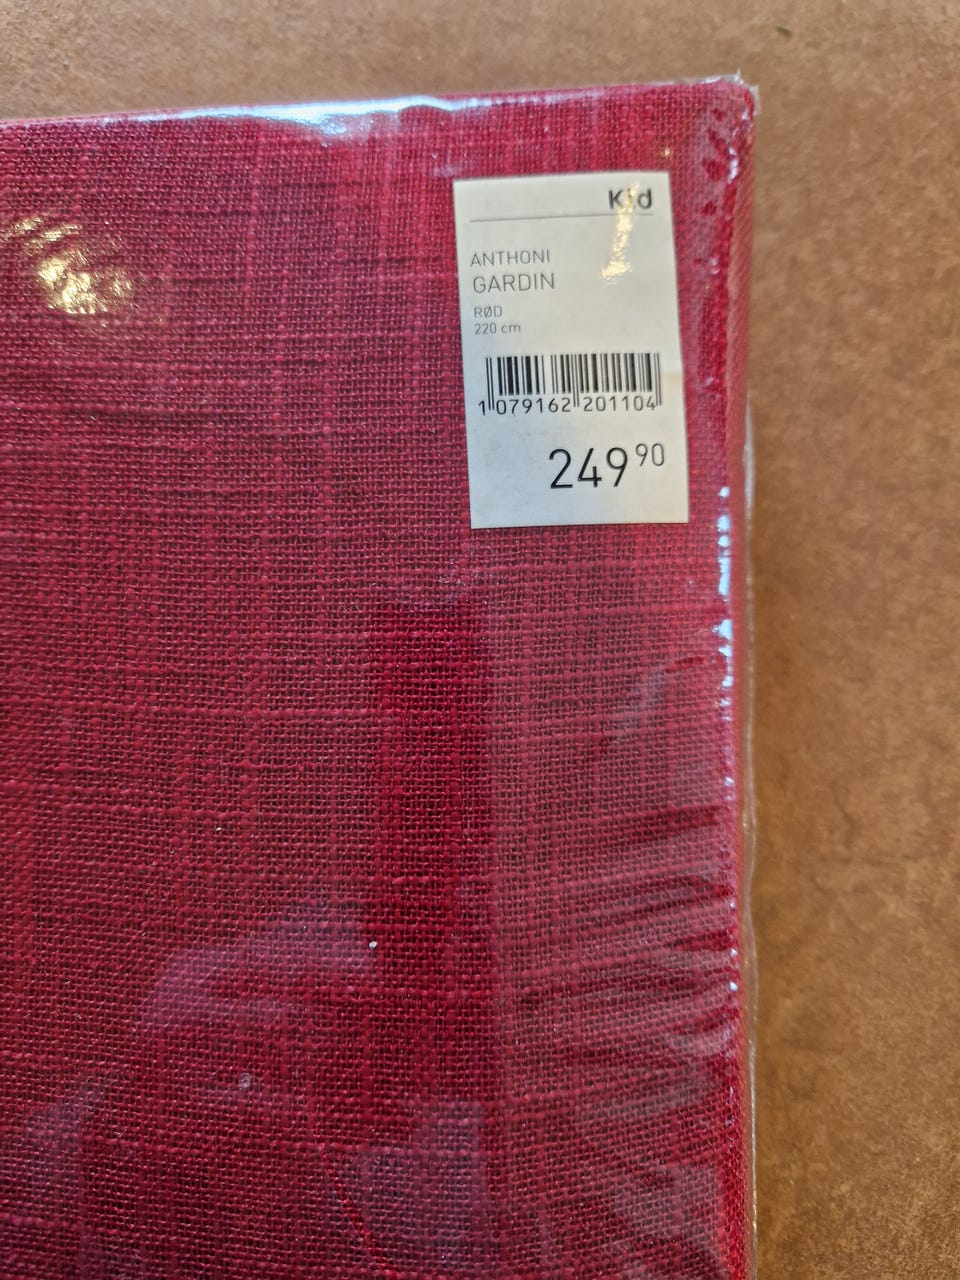 Kid
ANTHONI
GARDIN
RØD
220 cm
1 079162 201104
249 90